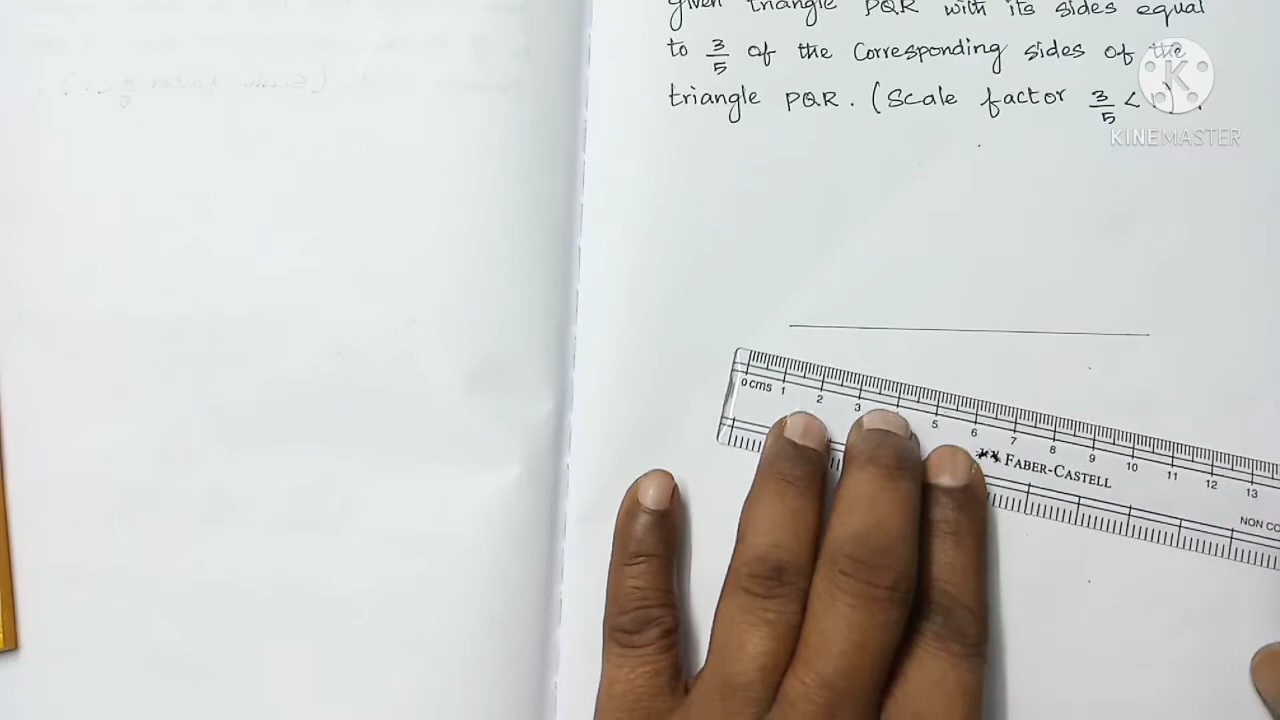 given triangle PQR with its sides equal
to 3/5 of the corresponding sides of the
triangle PQR. (Scale factor 3/5 <
KINEMASTER
0 cms 1 2 3 5 6 7 8 9 10 11 12 13
FABER-CASTELL
NON CO